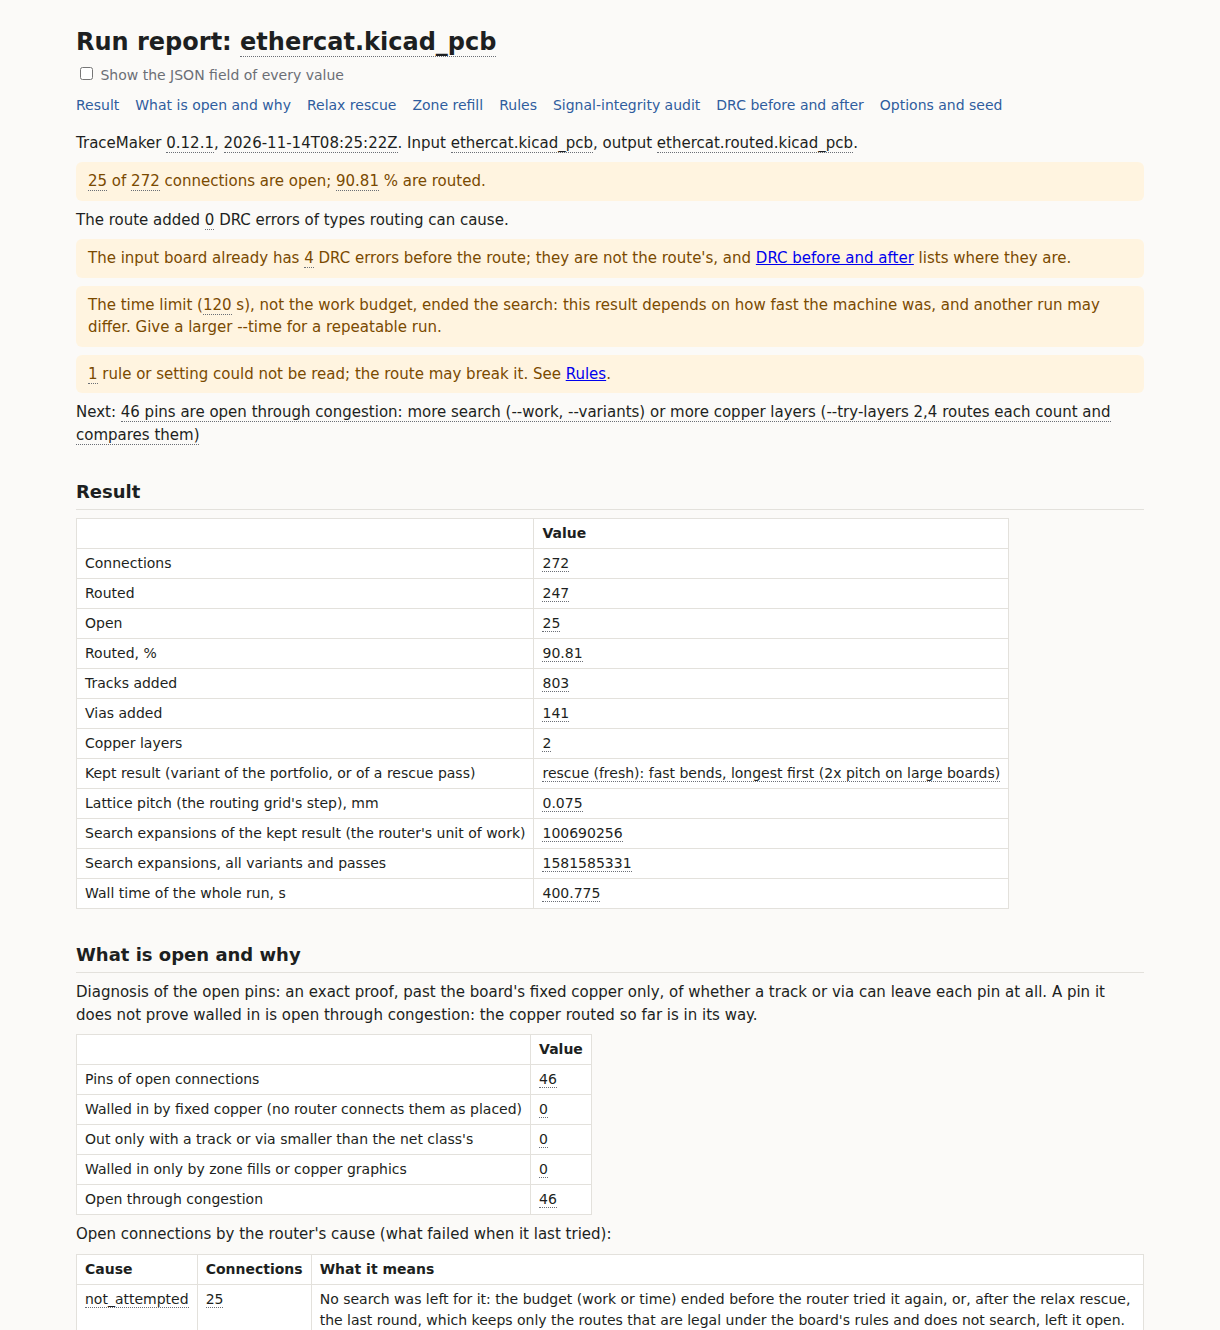 Run report: ethercat.kicad_pcb
Show the JSON field of every value
Result What is open and why Relax rescue Zone refill Rules Signal-integrity audit DRC before and after Options and seed
TraceMaker 0.12.1, 2026-11-14T08:25:22Z. Input ethercat.kicad_pcb, output ethercat.routed.kicad_pcb.
25 of 272 connections are open; 90.81 % are routed.
The route added 0 DRC errors of types routing can cause.
The input board already has 4 DRC errors before the route; they are not the route's, and DRC before and after lists where they are.
The time limit (120 s), not the work budget, ended the search: this result depends on how fast the machine was, and another run may
differ. Give a larger --time for a repeatable run.
1 rule or setting could not be read; the route may break it. See Rules.
Next: 46 pins are open through congestion: more search (--work, --variants) or more copper layers (--try-layers 2,4 routes each count and
compares them)
Result
Value
Connections 272
Routed 247
Open 25
Routed, % 90.81
Tracks added 803
Vias added 141
Copper layers 2
Kept result (variant of the portfolio, or of a rescue pass) rescue (fresh): fast bends, longest first (2x pitch on large boards)
Lattice pitch (the routing grid's step), mm 0.075
Search expansions of the kept result (the router's unit of work) 100690256
Search expansions, all variants and passes 1581585331
Wall time of the whole run, s 400.775
What is open and why
Diagnosis of the open pins: an exact proof, past the board's fixed copper only, of whether a track or via can leave each pin at all. A pin it
does not prove walled in is open through congestion: the copper routed so far is in its way.
Value
Pins of open connections 46
Walled in by fixed copper (no router connects them as placed) 0
Out only with a track or via smaller than the net class's 0
Walled in only by zone fills or copper graphics 0
Open through congestion 46
Open connections by the router's cause (what failed when it last tried):
Cause Connections What it means
not_attempted 25 No search was left for it: the budget (work or time) ended before the router tried it again, or, after the relax rescue,
the last round, which keeps only the routes that are legal under the board's rules and does not search, left it open.